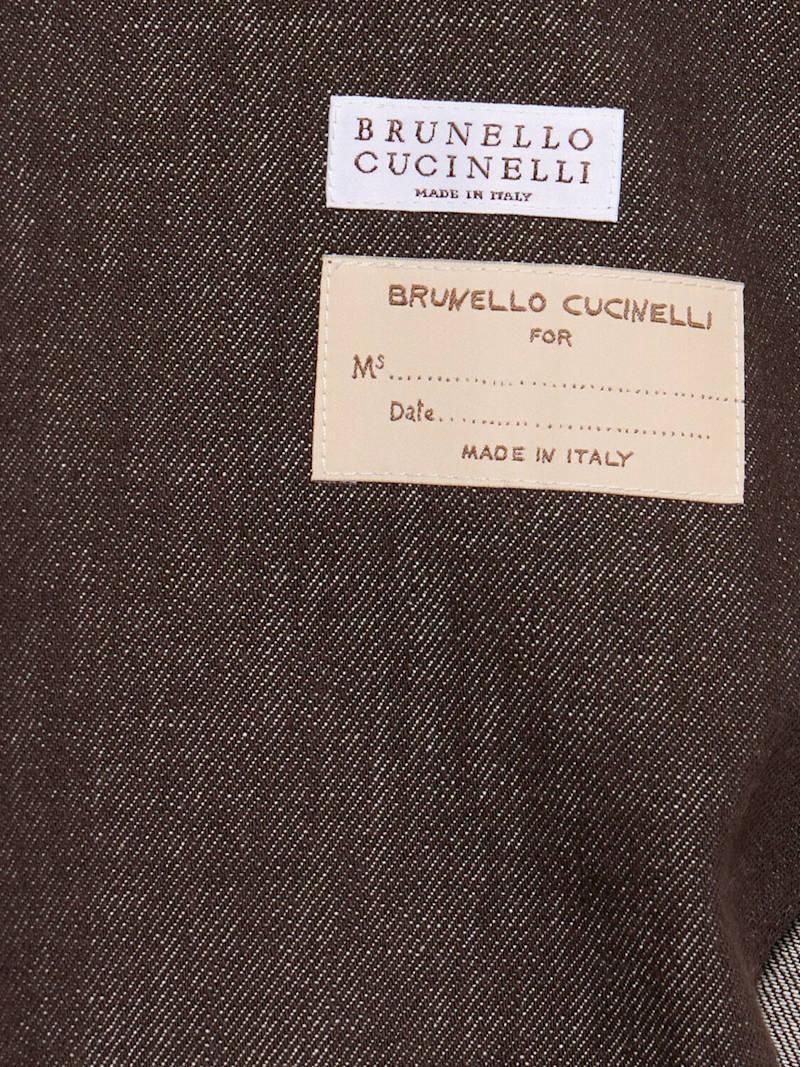 BRUNELLO
CUCINELLI
MADE IN ITALY
BRUNELLO CUCINELLI
FOR
Ms.......................................
Date..............................
MADE IN ITALY